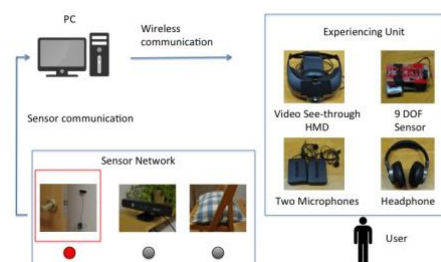 PC
Wireless
communication
Experiencing Unit
Video See-through
HMD
9 DOF
Sensor
Sensor communication
Sensor Network
Two Microphones
Headphone
User